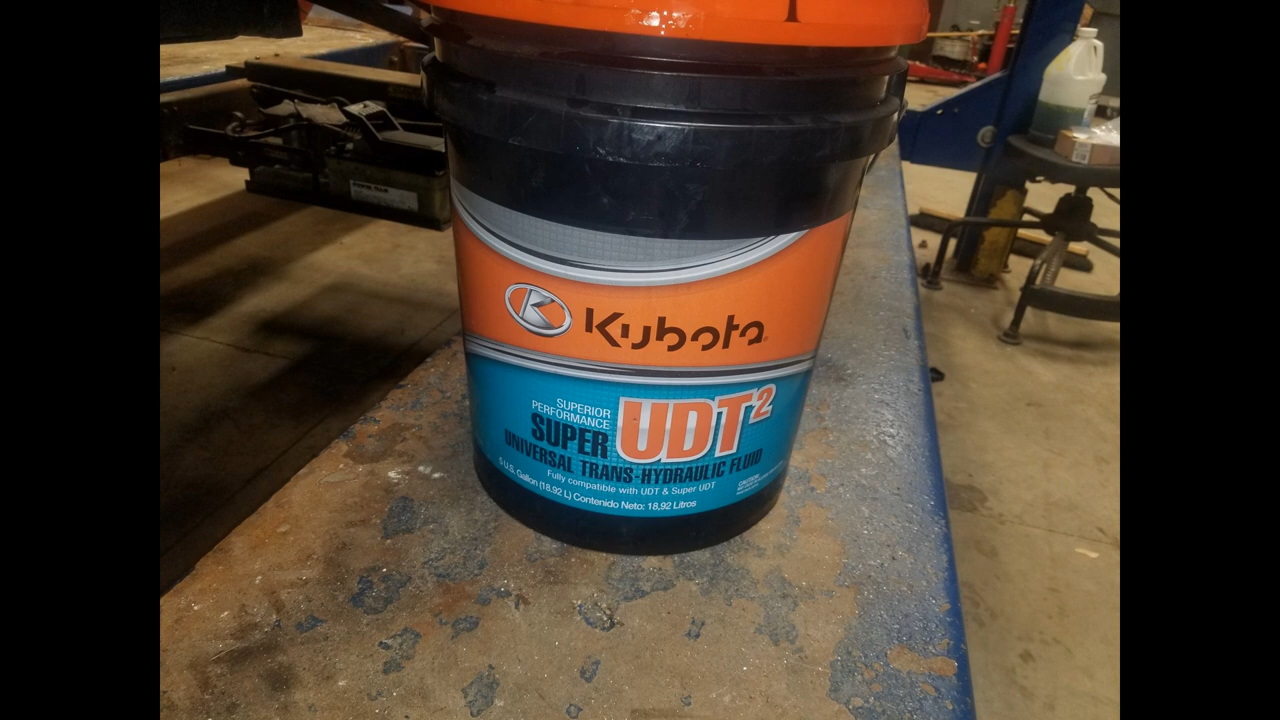 K
Kubota
SUPERIOR
PERFORMANCE
SUPER UDT2
UNIVERSAL TRANS-HYDRAULIC FLUID
Fully compatible with UDT & Super UDT
5 U.S. Gallon (18.92 L) Contenido Neto: 18,92 Litros